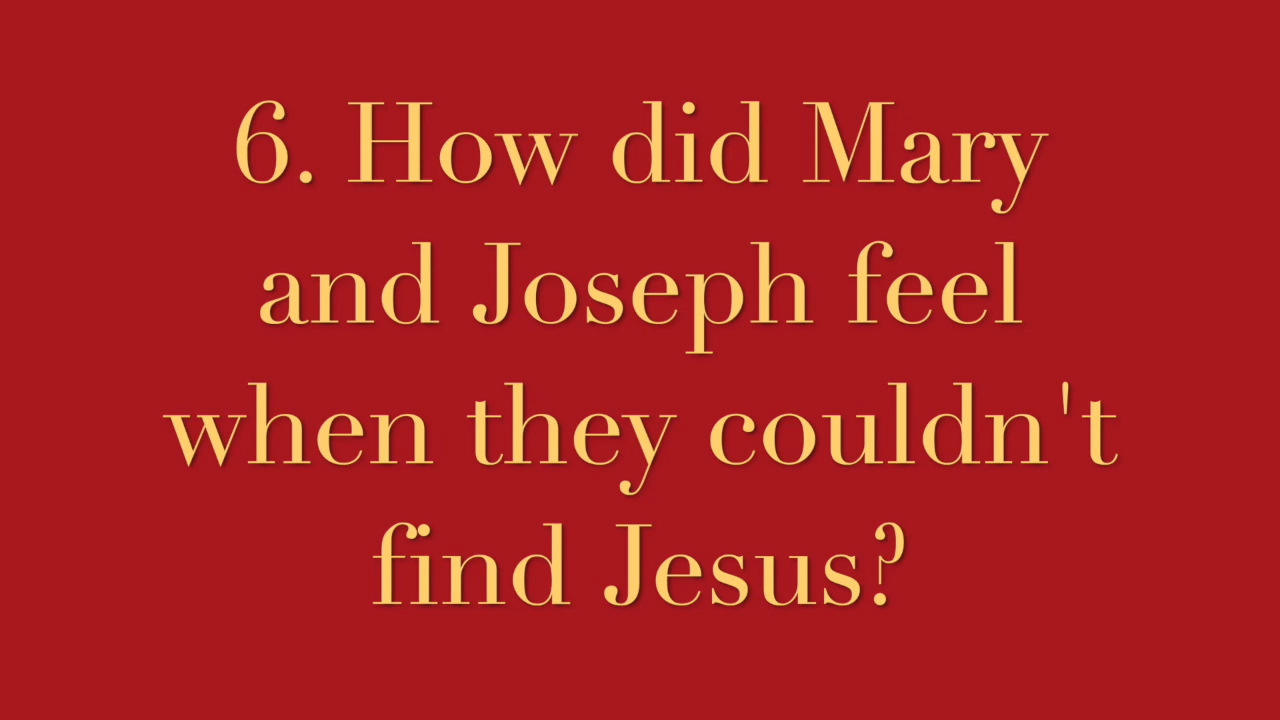 6. How did Mary
and Joseph feel
when they couldn't
find Jesus?